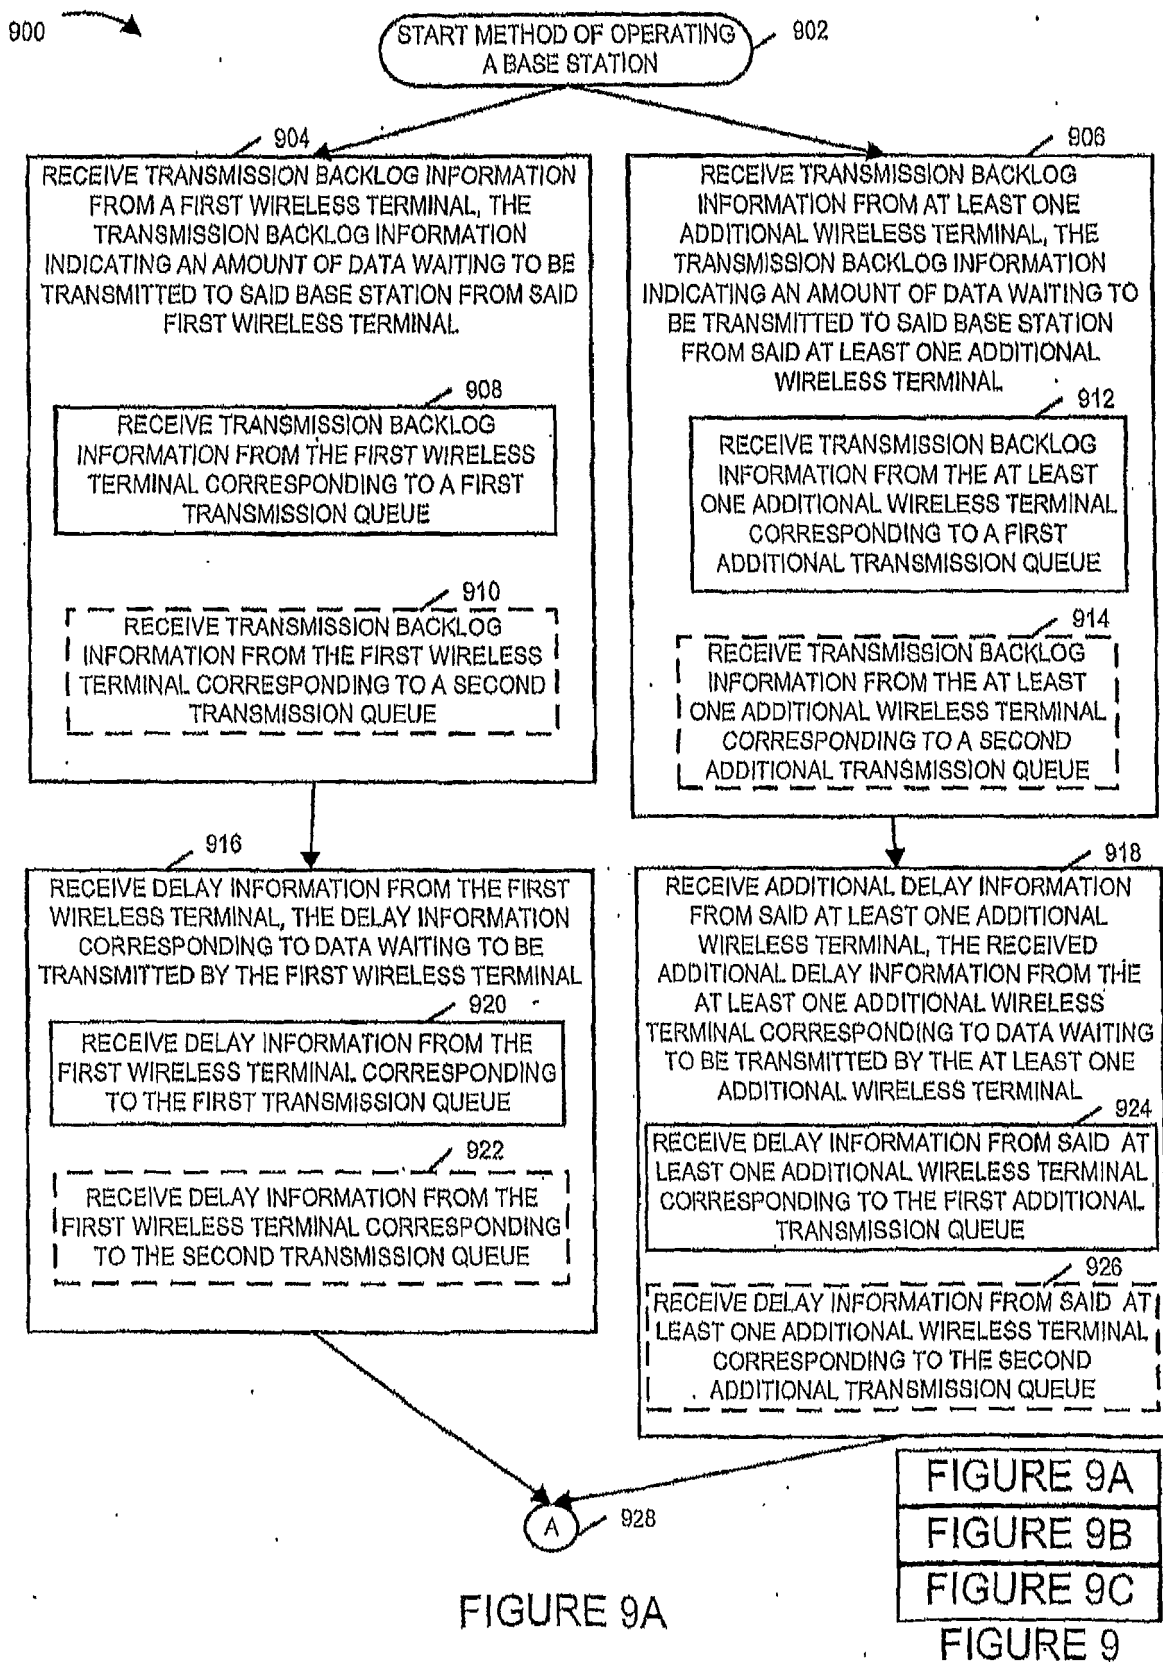 900
START METHOD OF OPERATING
A BASE STATION
902
904
RECEIVE TRANSMISSION BACKLOG INFORMATION
FROM A FIRST WIRELESS TERMINAL, THE
TRANSMISSION BACKLOG INFORMATION
INDICATING AN AMOUNT OF DATA WAITING TO BE
TRANSMITTED TO SAID BASE STATION FROM SAID
FIRST WIRELESS TERMINAL
908
RECEIVE TRANSMISSION BACKLOG
INFORMATION FROM THE FIRST WIRELESS
TERMINAL CORRESPONDING TO A FIRST
TRANSMISSION QUEUE
910
RECEIVE TRANSMISSION BACKLOG
INFORMATION FROM THE FIRST WIRELESS
TERMINAL CORRESPONDING TO A SECOND
TRANSMISSION QUEUE
906
RECEIVE TRANSMISSION BACKLOG
INFORMATION FROM AT LEAST ONE
ADDITIONAL WIRELESS TERMINAL, THE
TRANSMISSION BACKLOG INFORMATION
INDICATING AN AMOUNT OF DATA WAITING TO
BE TRANSMITTED TO SAID BASE STATION
FROM SAID AT LEAST ONE ADDITIONAL
WIRELESS TERMINAL
912
RECEIVE TRANSMISSION BACKLOG
INFORMATION FROM THE AT LEAST
ONE ADDITIONAL WIRELESS TERMINAL
CORRESPONDING TO A FIRST
ADDITIONAL TRANSMISSION QUEUE
914
RECEIVE TRANSMISSION BACKLOG
INFORMATION FROM THE AT LEAST
ONE ADDITIONAL WIRELESS TERMINAL
CORRESPONDING TO A SECOND
ADDITIONAL TRANSMISSION QUEUE
916
RECEIVE DELAY INFORMATION FROM THE FIRST
WIRELESS TERMINAL, THE DELAY INFORMATION
CORRESPONDING TO DATA WAITING TO BE
TRANSMITTED BY THE FIRST WIRELESS TERMINAL
920
RECEIVE DELAY INFORMATION FROM THE
FIRST WIRELESS TERMINAL CORRESPONDING
TO THE FIRST TRANSMISSION QUEUE
922
RECEIVE DELAY INFORMATION FROM THE
FIRST WIRELESS TERMINAL CORRESPONDING
TO THE SECOND TRANSMISSION QUEUE
918
RECEIVE ADDITIONAL DELAY INFORMATION
FROM SAID AT LEAST ONE ADDITIONAL
WIRELESS TERMINAL, THE RECEIVED
ADDITIONAL DELAY INFORMATION FROM THE
AT LEAST ONE ADDITIONAL WIRELESS
TERMINAL CORRESPONDING TO DATA WAITING
TO BE TRANSMITTED BY THE AT LEAST ONE
ADDITIONAL WIRELESS TERMINAL
924
RECEIVE DELAY INFORMATION FROM SAID AT
LEAST ONE ADDITIONAL WIRELESS TERMINAL
CORRESPONDING TO THE FIRST ADDITIONAL
TRANSMISSION QUEUE
926
RECEIVE DELAY INFORMATION FROM SAID AT
LEAST ONE ADDITIONAL WIRELESS TERMINAL
CORRESPONDING TO THE SECOND
ADDITIONAL TRANSMISSION QUEUE
A
928
FIGURE 9A
FIGURE 9A
FIGURE 9B
FIGURE 9C
FIGURE 9